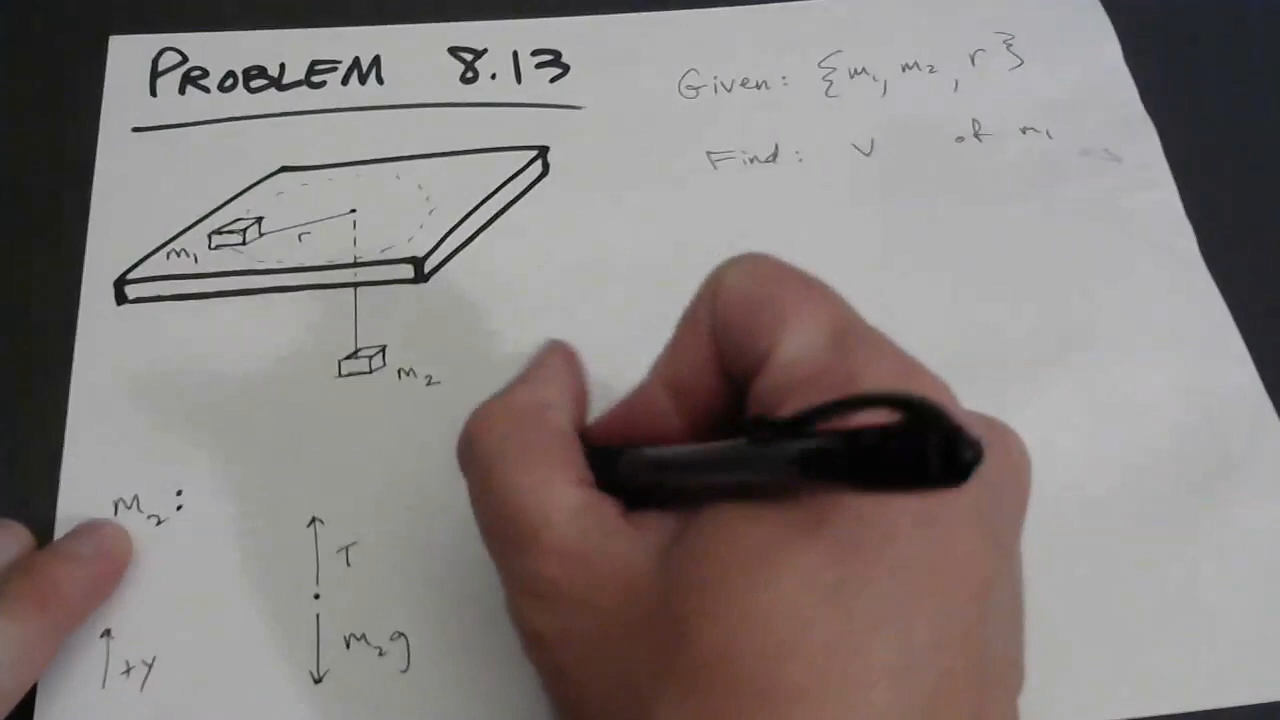 PROBLEM 8.13
Given: {m₁, m₂, r}
Find: v of m₁
r
m₁
m₂
m₂:
T
m₂g
+y